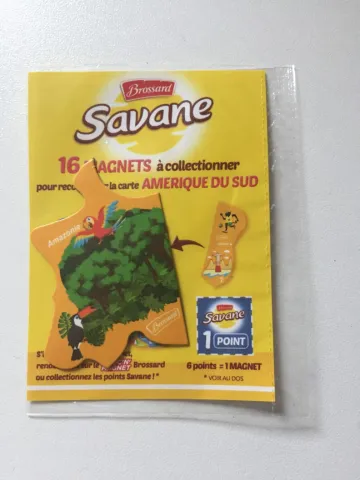 Brossard
Savane
16 MAGNETS à collectionner
pour la carte AMERIQUE DU SUD
Amazonie
Brossard
Brossard
Savane
1 POINT
Brossard
6 points = 1 MAGNET
ou collectionnez les points Savane ! *
* VOIR AU DOS